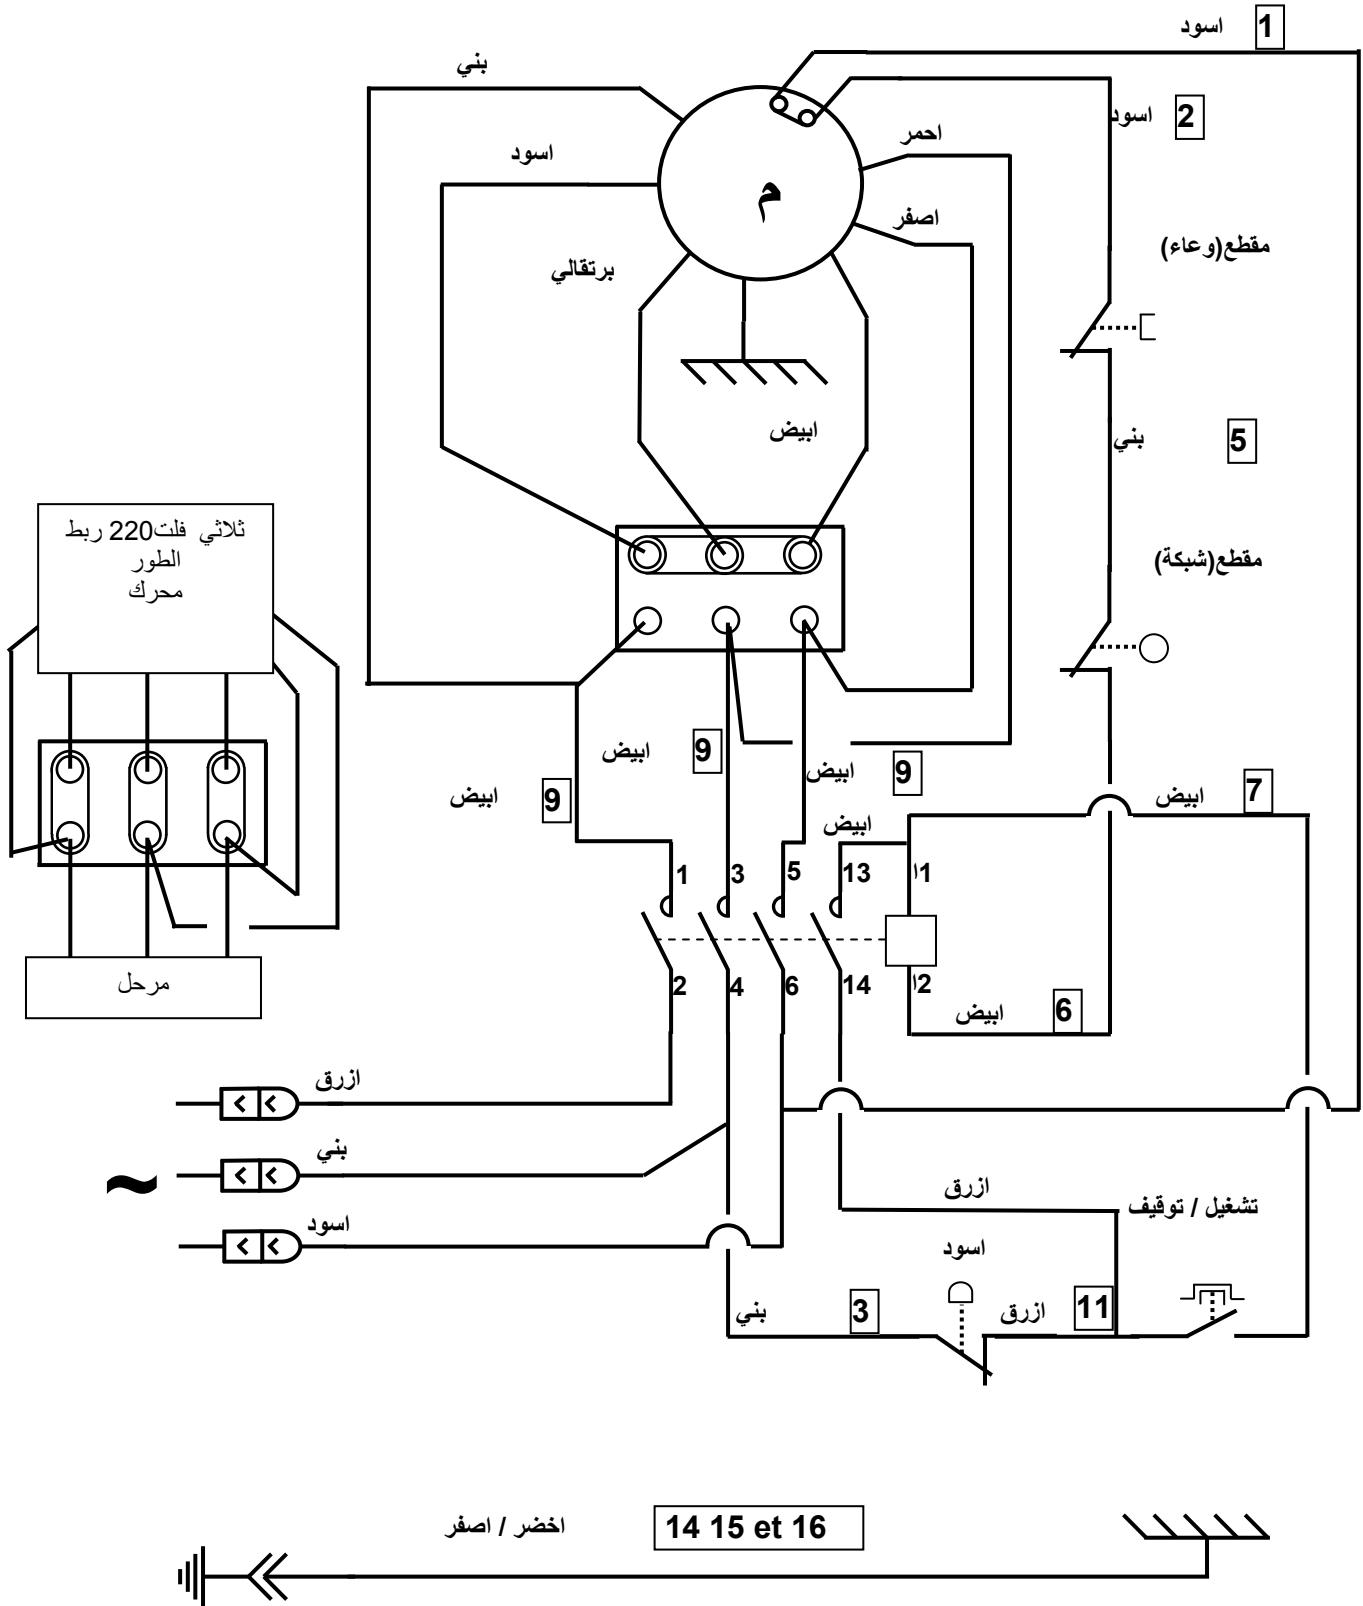 اسود 1
بني
اسود 2
احمر
اسود
م
اصفر
مقطع(وعاء)
برتقالي
ابيض
بني 5
ثلاثي فلت220 ربط
الطور
محرك
مقطع(شبكة)
ابيض 9
ابيض 9
ابيض 9
ابيض 7
ابيض
1 3 5 13 ا1
2 4 6 14 ا2
مرحل
ابيض 6
ازرق
بني
~
ازرق
تشغيل / توقيف
اسود
اسود
بني 3
ازرق 11
اخضر / اصفر 14 15 et 16